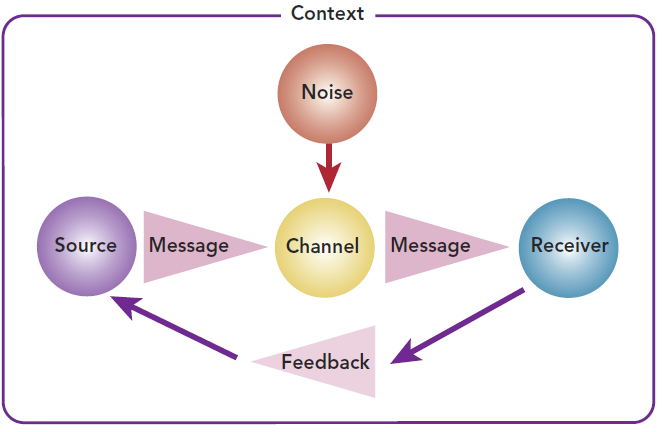 Context
Noise
Source
Message
Channel
Message
Receiver
Feedback